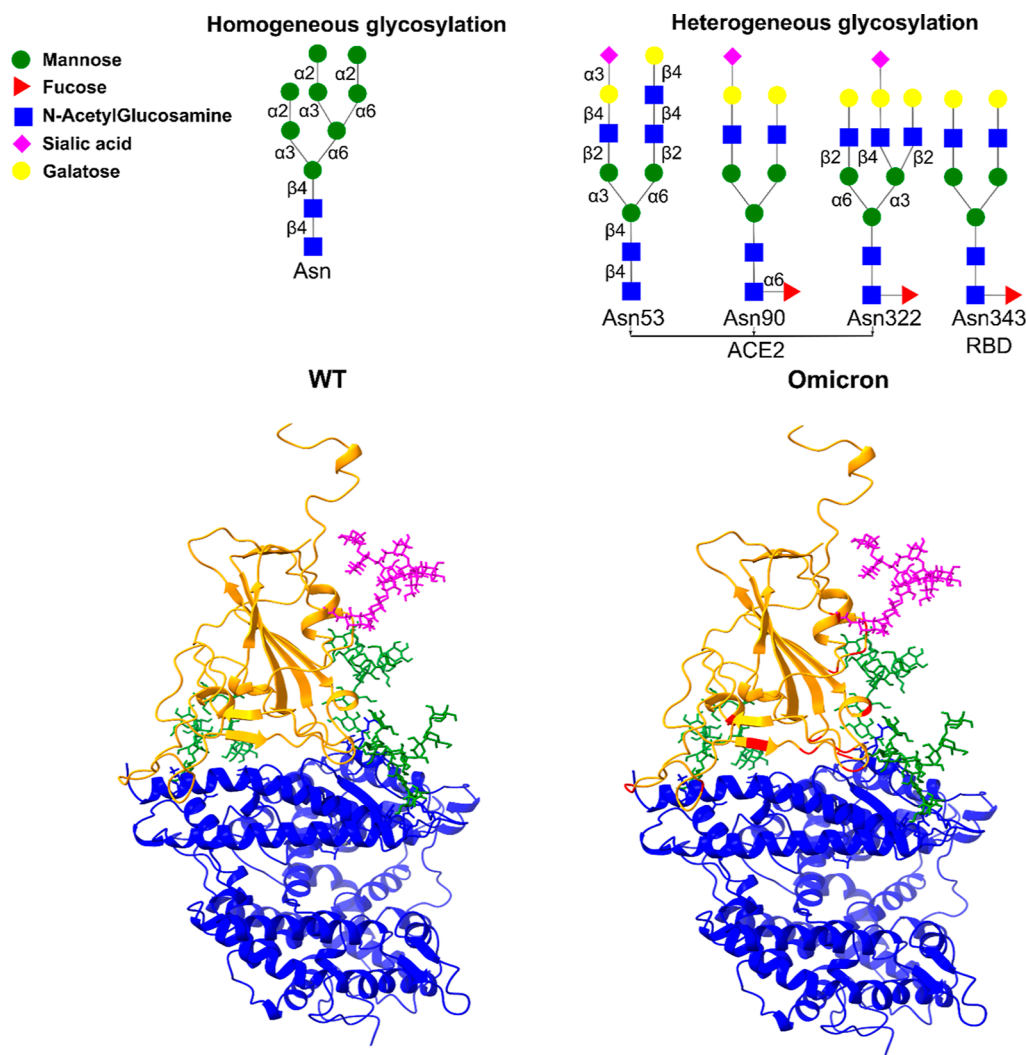 Homogeneous glycosylation
Heterogeneous glycosylation
Mannose
Fucose
N-AcetylGlucosamine
Sialic acid
Galatose
α2 α2
α2 α3 α6
α3 α6
β4
β4
Asn
α3 β4
β4 β4
β2 β2
α3 α6
β4
β4
Asn53
α6
Asn90
β2 β4 β2
α6 α3
Asn322
Asn343
ACE2
RBD
WT
Omicron